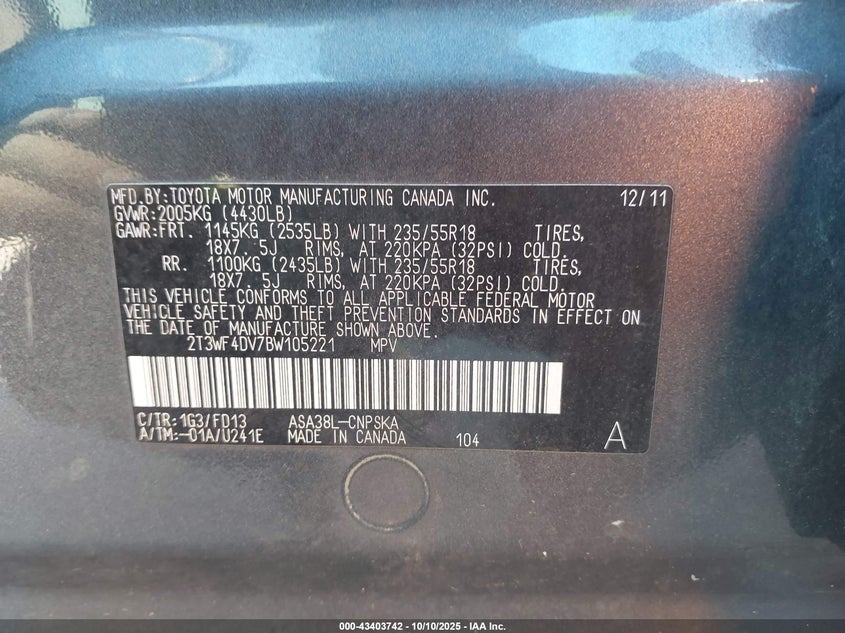 MFD.BY:TOYOTA MOTOR MANUFACTURING CANADA INC. 12/11
GVWR:2005KG (4430LB)
GAWR:FRT. 1145KG (2535LB) WITH 235/55R18 TIRES,
18X7. 5J RIMS, AT 220KPA (32PSI) COLD.
RR. 1100KG (2435LB) WITH 235/55R18 TIRES,
18X7. 5J RIMS, AT 220KPA (32PSI) COLD.
THIS VEHICLE CONFORMS TO ALL APPLICABLE FEDERAL MOTOR
VEHICLE SAFETY AND THEFT PREVENTION STANDARDS IN EFFECT ON
THE DATE OF MANUFACTURE SHOWN ABOVE.
2T3WF4DV7BW105221 MPV
C/TR:1G3/FD13 ASA38L-CNPSKA
A/TM:-01A/U241E MADE IN CANADA 104 A
000-43403742 - 10/10/2025 - IAA Inc.